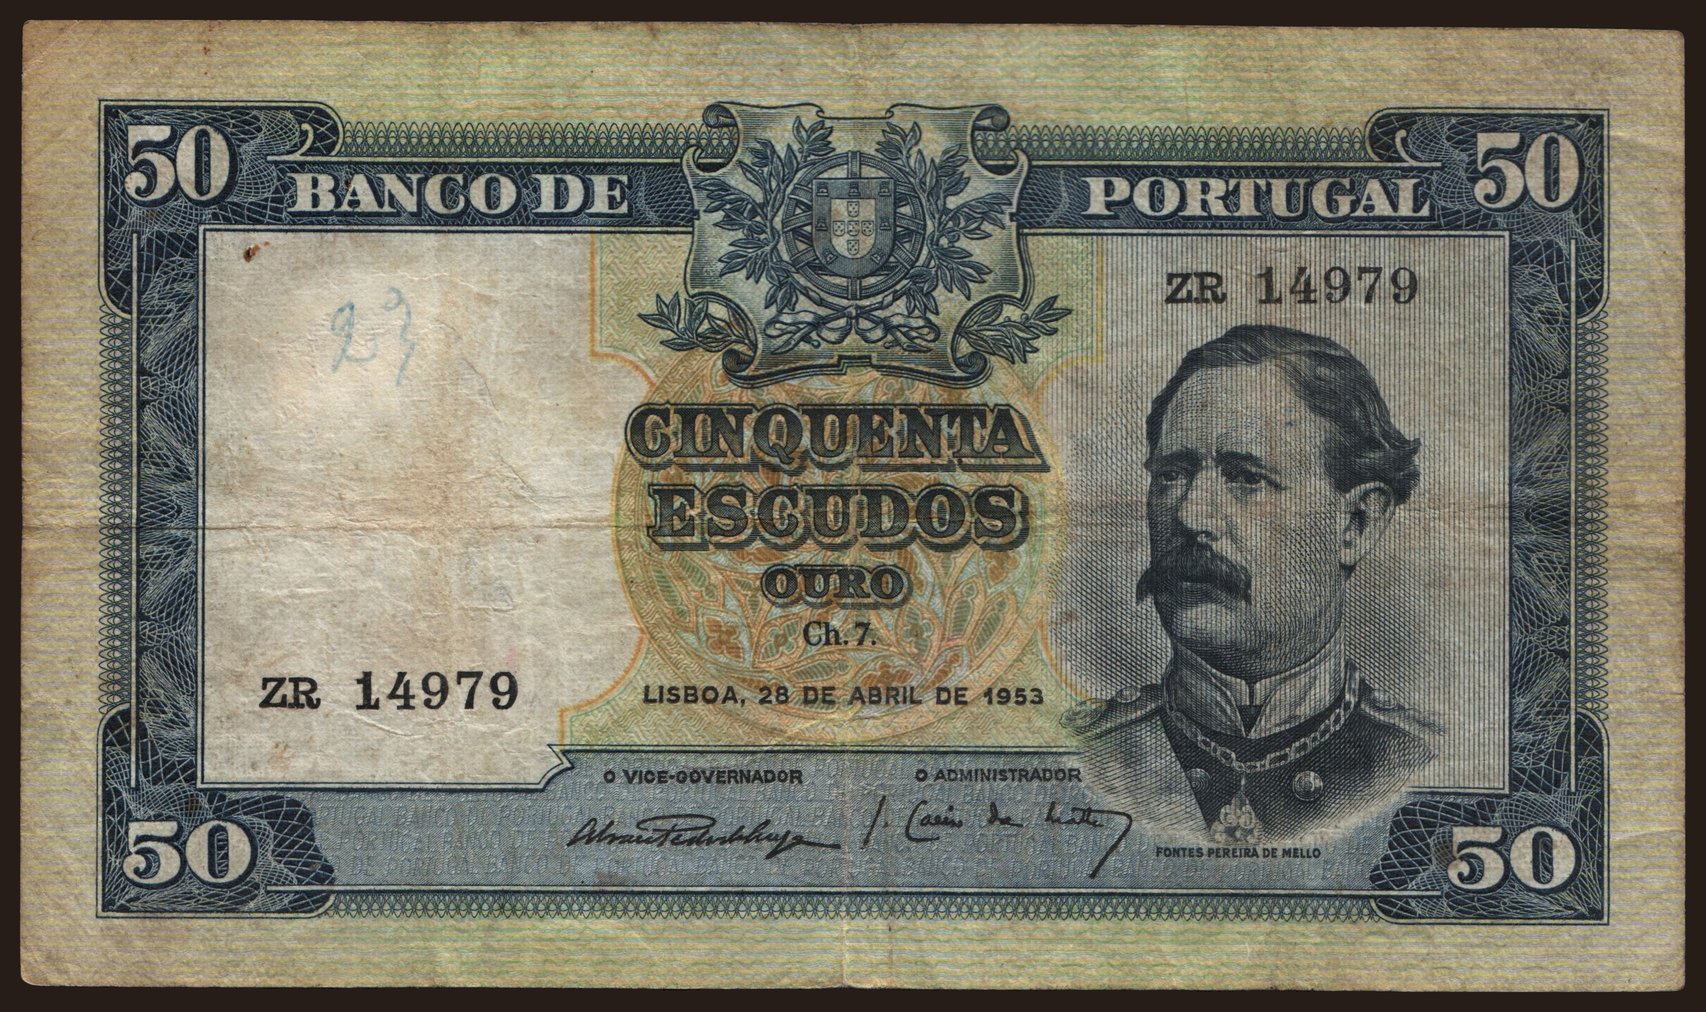 50 BANCO DE PORTUGAL 50
ZR 14979
23
CINQUENTA
ESCUDOS
OURO
Ch. 7.
ZR 14979
LISBOA, 28 DE ABRIL DE 1953
O VICE-GOVERNADOR O ADMINISTRADOR
FONTES PEREIRA DE MELLO
50 50